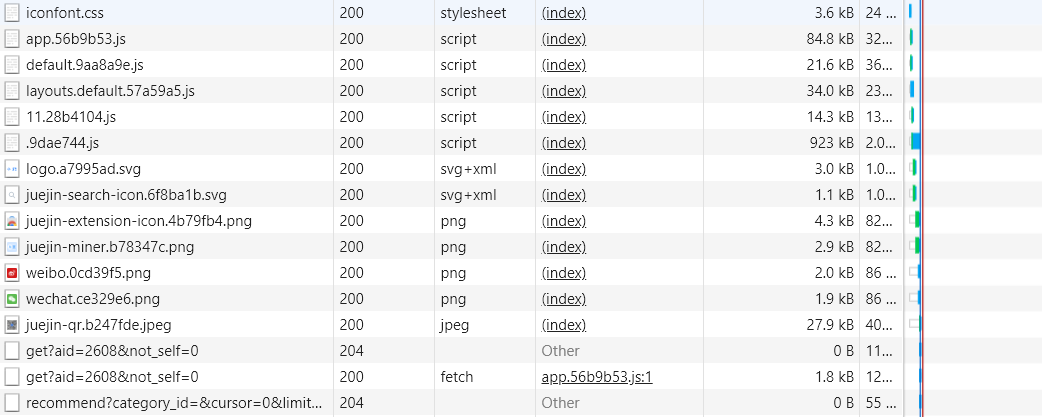 iconfont.css 200 stylesheet (index) 3.6 kB 24 ...
app.56b9b53.js 200 script (index) 84.8 kB 32...
default.9aa8a9e.js 200 script (index) 21.6 kB 36...
layouts.default.57a59a5.js 200 script (index) 34.0 kB 23...
11.28b4104.js 200 script (index) 14.3 kB 13...
.9dae744.js 200 script (index) 923 kB 2.0...
logo.a7995ad.svg 200 svg+xml (index) 3.0 kB 1.0...
juejin-search-icon.6f8ba1b.svg 200 svg+xml (index) 1.1 kB 1.0...
juejin-extension-icon.4b79fb4.png 200 png (index) 4.3 kB 82...
juejin-miner.b78347c.png 200 png (index) 2.9 kB 82...
weibo.0cd39f5.png 200 png (index) 2.0 kB 86 ...
wechat.ce329e6.png 200 png (index) 1.9 kB 86 ...
juejin-qr.b247fde.jpeg 200 jpeg (index) 27.9 kB 40...
get?aid=2608&not_self=0 204 Other 0 B 11...
get?aid=2608&not_self=0 200 fetch app.56b9b53.js:1 1.8 kB 12...
recommend?category_id=&cursor=0&limit... 204 Other 0 B 55 ...